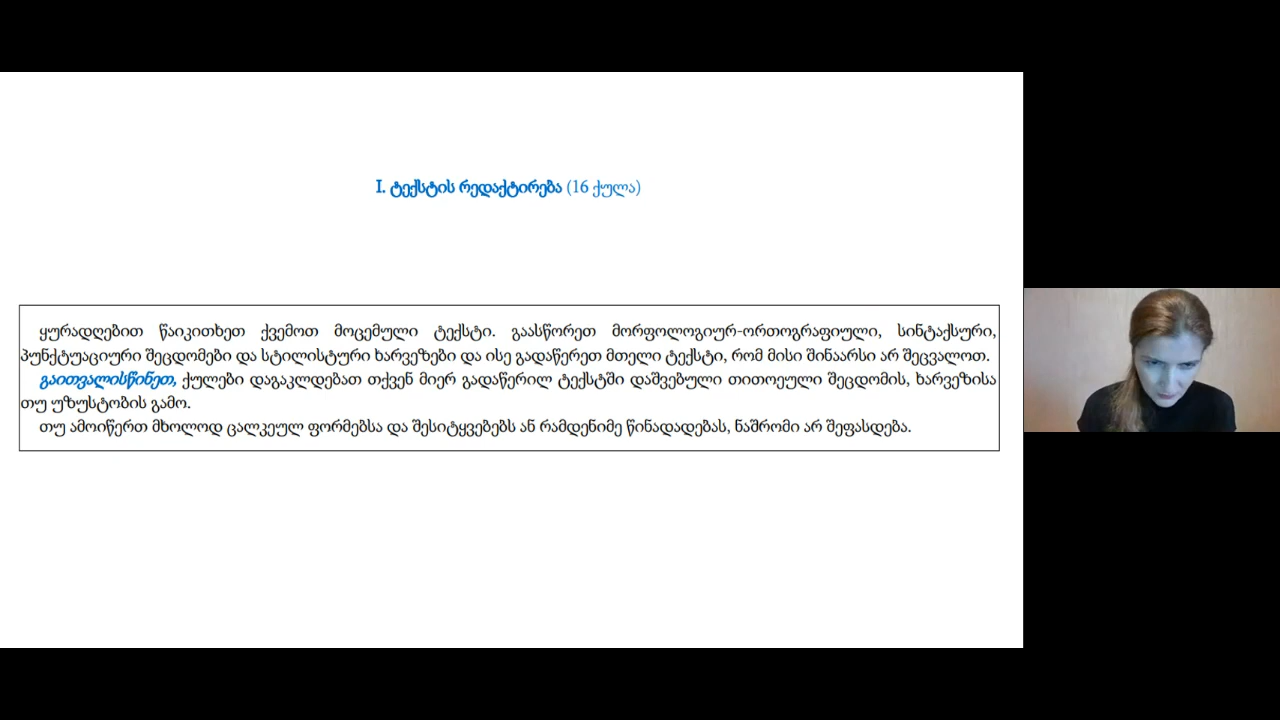 I. ტექსტის რედაქტირება (16 ქულა)
ყურადღებით წაიკითხეთ ქვემოთ მოცემული ტექსტი. გაასწორეთ მორფოლოგიურ-ორთოგრაფიული, სინტაქსური,
პუნქტუაციური შეცდომები და სტილისტური ხარვეზები და ისე გადაწერეთ მთელი ტექსტი, რომ მისი შინაარსი არ შეცვალოთ.
გაითვალისწინეთ, ქულები დაგაკლდებათ თქვენ მიერ გადაწერილ ტექსტში დაშვებული თითოეული შეცდომის, ხარვეზისა
თუ უზუსტობის გამო.
თუ ამოიწერთ მხოლოდ ცალკეულ ფორმებსა და შესიტყვებებს ან რამდენიმე წინადადებას, ნაშრომი არ შეფასდება.